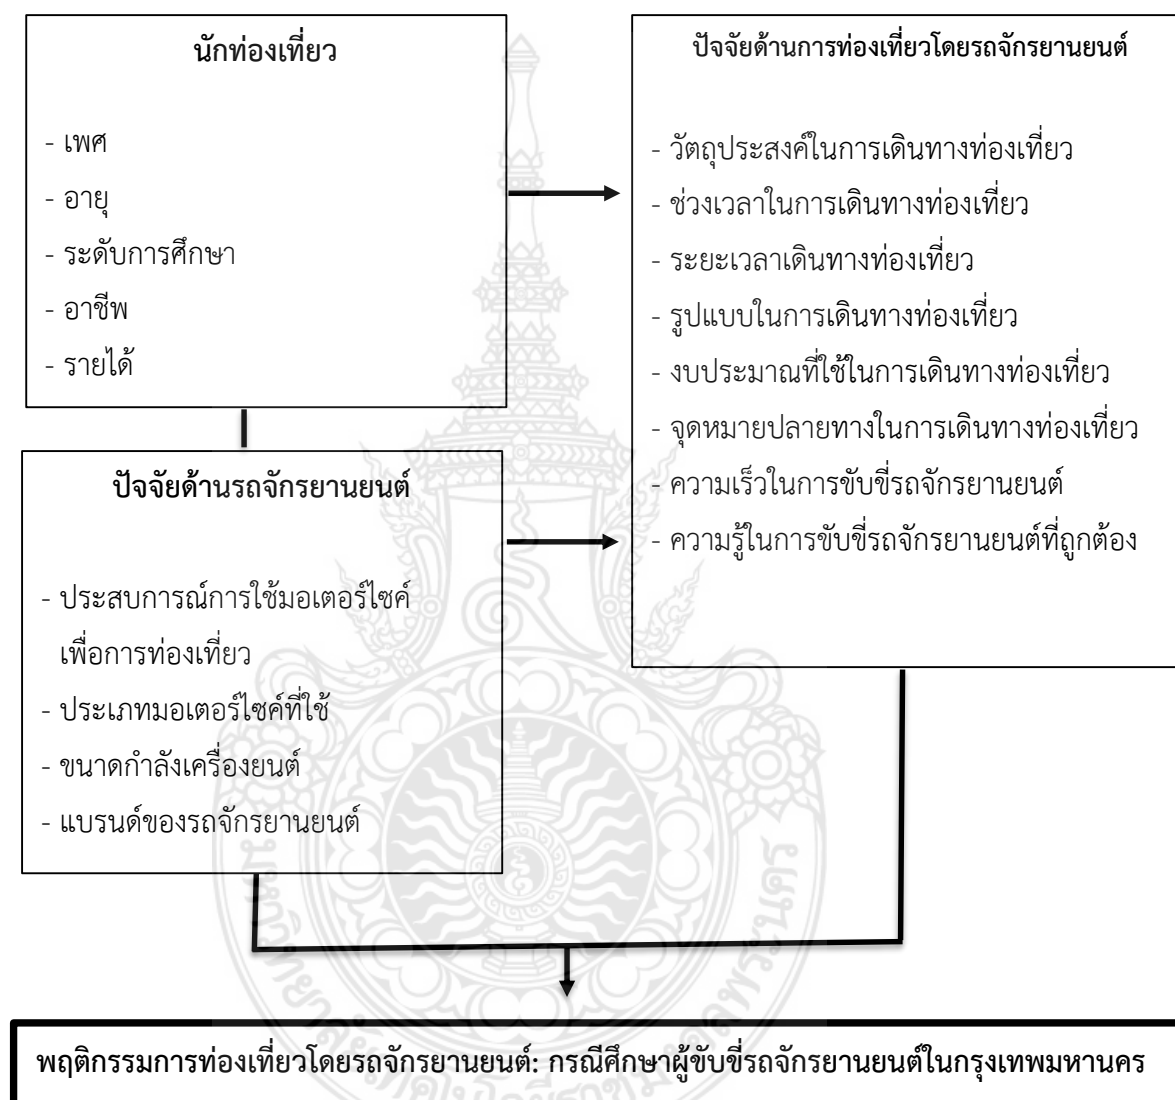 นักท่องเที่ยว
- เพศ
- อายุ
- ระดับการศึกษา
- อาชีพ
- รายได้
ปัจจัยด้านการท่องเที่ยวโดยรถจักรยานยนต์
- วัตถุประสงค์ในการเดินทางท่องเที่ยว
- ช่วงเวลาในการเดินทางท่องเที่ยว
- ระยะเวลาเดินทางท่องเที่ยว
- รูปแบบในการเดินทางท่องเที่ยว
- งบประมาณที่ใช้ในการเดินทางท่องเที่ยว
- จุดหมายปลายทางในการเดินทางท่องเที่ยว
- ความเร็วในการขับขี่รถจักรยานยนต์
- ความรู้ในการขับขี่รถจักรยานยนต์ที่ถูกต้อง
ปัจจัยด้านรถจักรยานยนต์
- ประสบการณ์การใช้มอเตอร์ไซค์
เพื่อการท่องเที่ยว
- ประเภทมอเตอร์ไซค์ที่ใช้
- ขนาดกำลังเครื่องยนต์
- แบรนด์ของรถจักรยานยนต์
พฤติกรรมการท่องเที่ยวโดยรถจักรยานยนต์: กรณีศึกษาผู้ขับขี่รถจักรยานยนต์ในกรุงเทพมหานคร